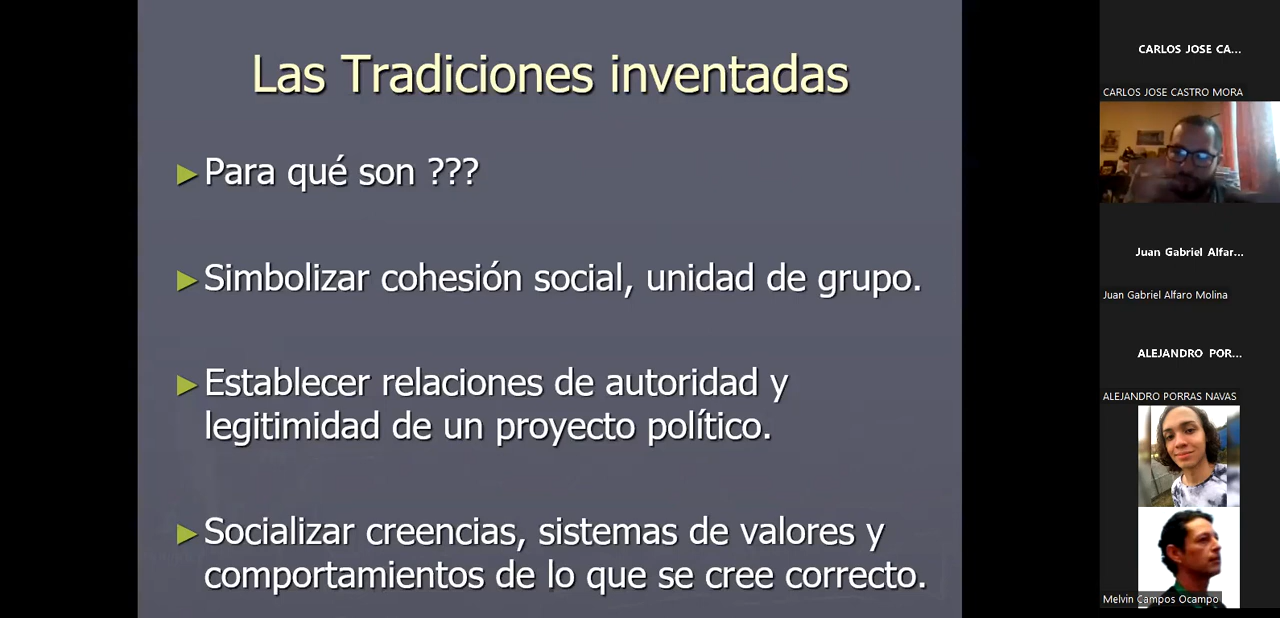 Las Tradiciones inventadas
Para qué son ???
Simbolizar cohesión social, unidad de grupo.
Establecer relaciones de autoridad y
legitimidad de un proyecto político.
Socializar creencias, sistemas de valores y
comportamientos de lo que se cree correcto.
CARLOS JOSE CA...
CARLOS JOSE CASTRO MORA
Juan Gabriel Alfar...
Juan Gabriel Alfaro Molina
ALEJANDRO POR...
ALEJANDRO PORRAS NAVAS
Melvin Campos Ocampo